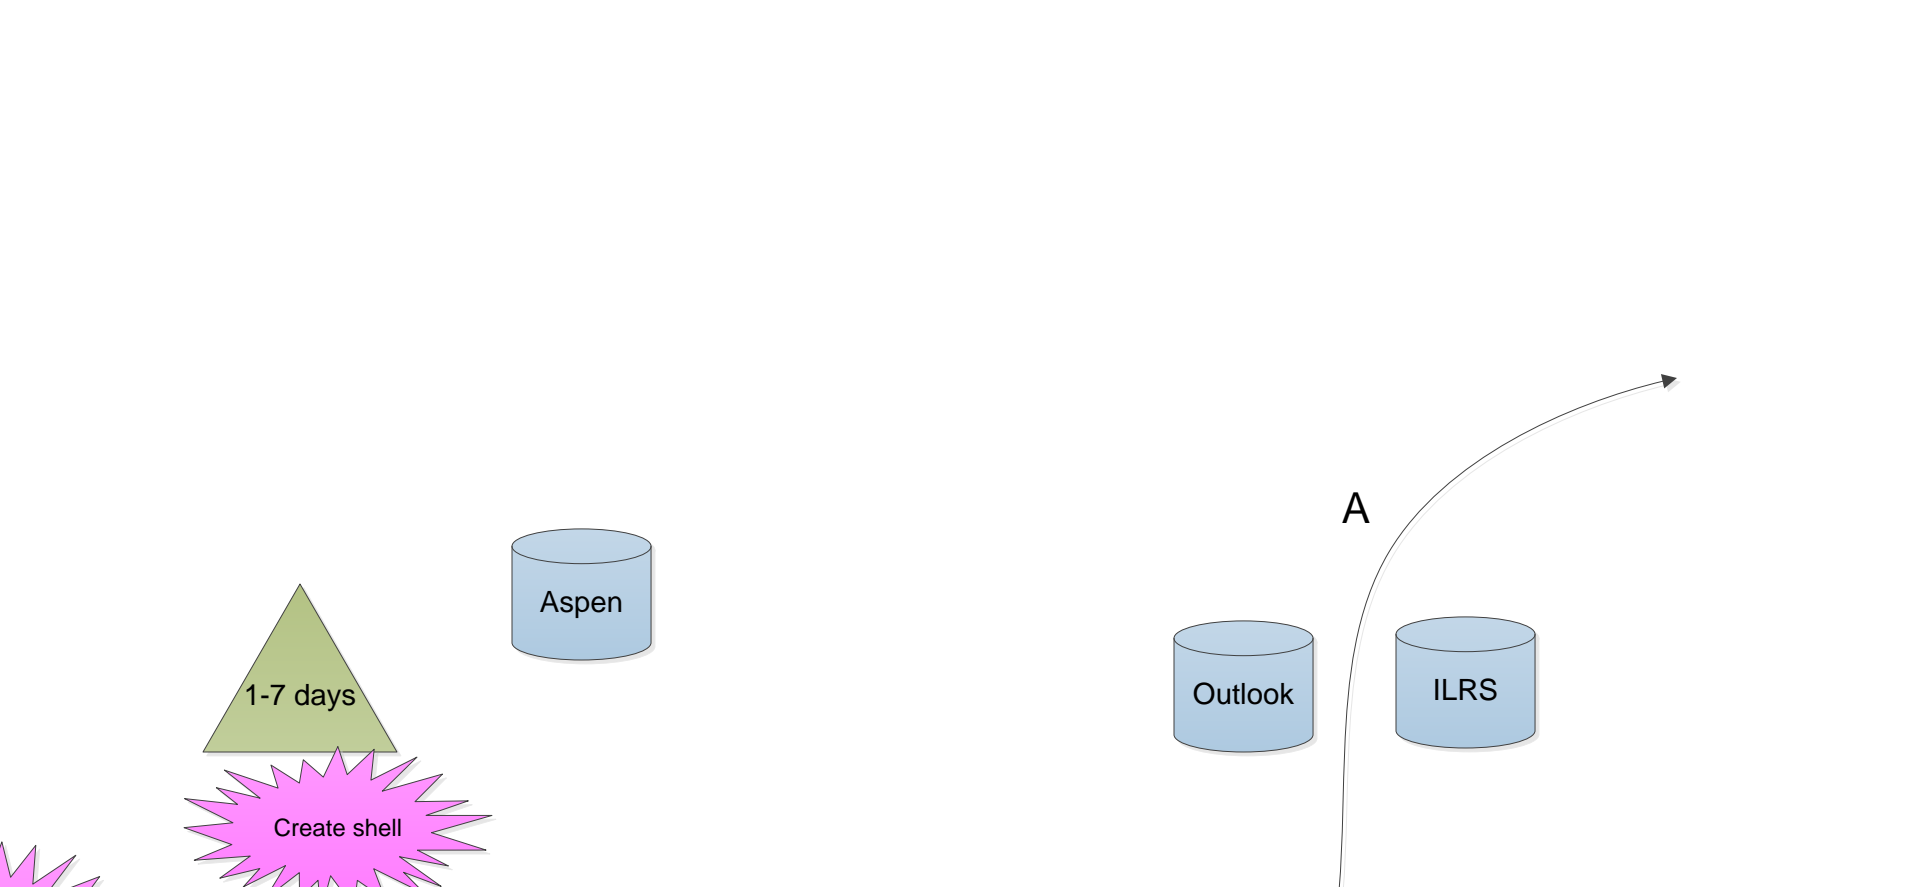 A
Aspen
1-7 days
Outlook
ILRS
Create shell